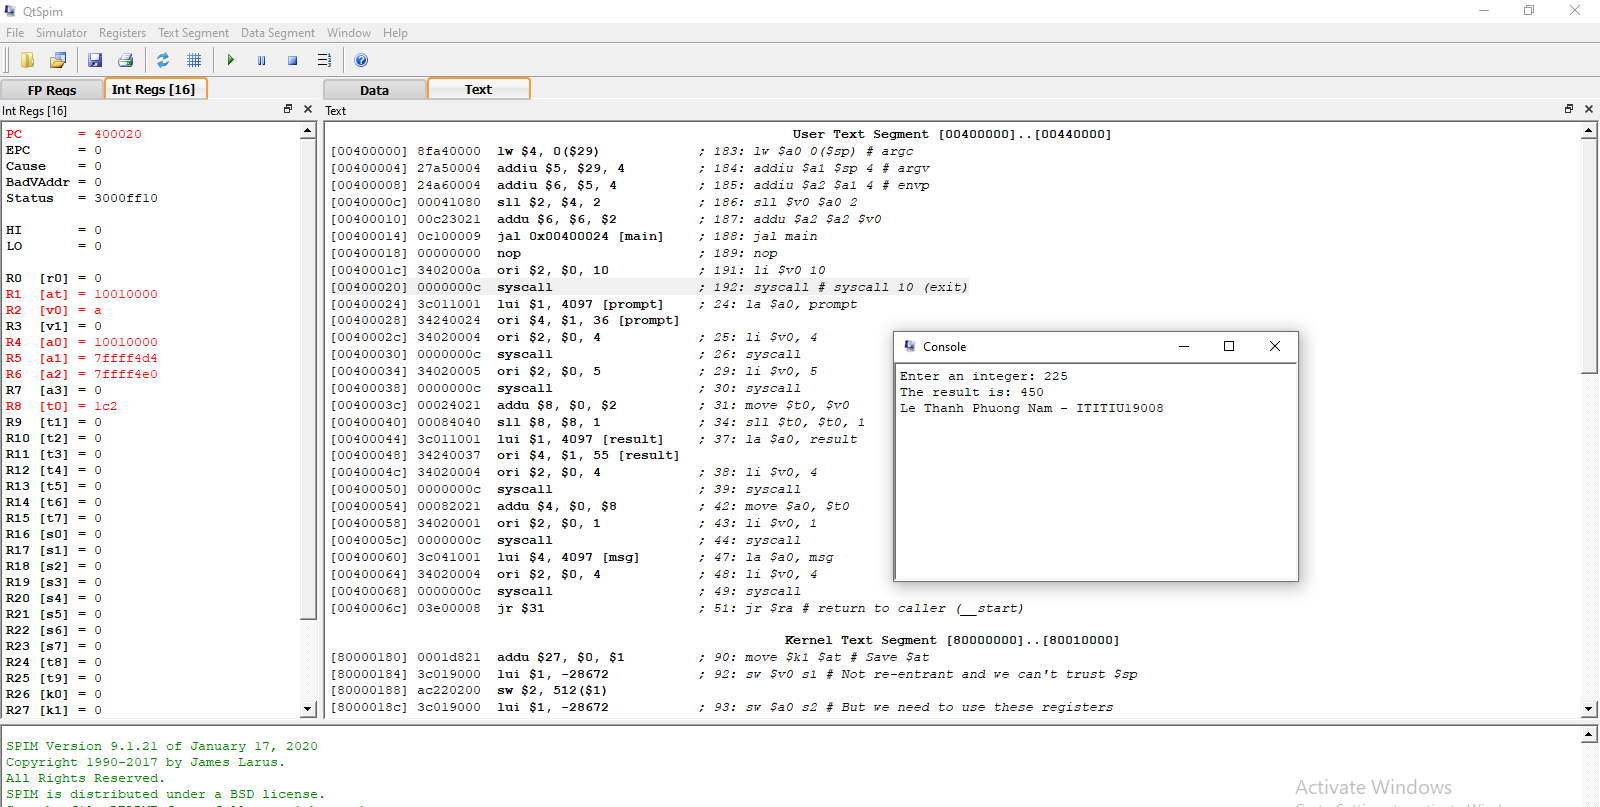 QtSpim
File Simulator Registers Text Segment Data Segment Window Help
FP Regs Int Regs [16] Data Text
Int Regs [16] Text
PC = 400020
EPC = 0
Cause = 0
BadVAddr = 0
Status = 3000ff10
HI = 0
LO = 0
R0 [r0] = 0
R1 [at] = 10010000
R2 [v0] = a
R3 [v1] = 0
R4 [a0] = 10010000
R5 [a1] = 7ffff4d4
R6 [a2] = 7ffff4e0
R7 [a3] = 0
R8 [t0] = 1c2
R9 [t1] = 0
R10 [t2] = 0
R11 [t3] = 0
R12 [t4] = 0
R13 [t5] = 0
R14 [t6] = 0
R15 [t7] = 0
R16 [s0] = 0
R17 [s1] = 0
R18 [s2] = 0
R19 [s3] = 0
R20 [s4] = 0
R21 [s5] = 0
R22 [s6] = 0
R23 [s7] = 0
R24 [t8] = 0
R25 [t9] = 0
R26 [k0] = 0
R27 [k1] = 0
User Text Segment [00400000]..[00440000]
[00400000] 8fa40000 lw $4, 0($29) ; 183: lw $a0 0($sp) # argc
[00400004] 27a50004 addiu $5, $29, 4 ; 184: addiu $a1 $sp 4 # argv
[00400008] 24a60004 addiu $6, $5, 4 ; 185: addiu $a2 $a1 4 # envp
[0040000c] 00041080 sll $2, $4, 2 ; 186: sll $v0 $a0 2
[00400010] 00c23021 addu $6, $6, $2 ; 187: addu $a2 $a2 $v0
[00400014] 0c100009 jal 0x00400024 [main] ; 188: jal main
[00400018] 00000000 nop ; 189: nop
[0040001c] 3402000a ori $2, $0, 10 ; 191: li $v0 10
[00400020] 0000000c syscall ; 192: syscall # syscall 10 (exit)
[00400024] 3c011001 lui $1, 4097 [prompt] ; 24: la $a0, prompt
[00400028] 34240024 ori $4, $1, 36 [prompt]
[0040002c] 34020004 ori $2, $0, 4 ; 25: li $v0, 4
[00400030] 0000000c syscall ; 26: syscall
[00400034] 34020005 ori $2, $0, 5 ; 29: li $v0, 5
[00400038] 0000000c syscall ; 30: syscall
[0040003c] 00024021 addu $8, $0, $2 ; 31: move $t0, $v0
[00400040] 00084040 sll $8, $8, 1 ; 34: sll $t0, $t0, 1
[00400044] 3c011001 lui $1, 4097 [result] ; 37: la $a0, result
[00400048] 34240037 ori $4, $1, 55 [result]
[0040004c] 34020004 ori $2, $0, 4 ; 38: li $v0, 4
[00400050] 0000000c syscall ; 39: syscall
[00400054] 00082021 addu $4, $0, $8 ; 42: move $a0, $t0
[00400058] 34020001 ori $2, $0, 1 ; 43: li $v0, 1
[0040005c] 0000000c syscall ; 44: syscall
[00400060] 3c041001 lui $4, 4097 [msg] ; 47: la $a0, msg
[00400064] 34020004 ori $2, $0, 4 ; 48: li $v0, 4
[00400068] 0000000c syscall ; 49: syscall
[0040006c] 03e00008 jr $31 ; 51: jr $ra # return to caller (__start)
Kernel Text Segment [80000000]..[80010000]
[80000180] 0001d821 addu $27, $0, $1 ; 90: move $k1 $at # Save $at
[80000184] 3c019000 lui $1, -28672 ; 92: sw $v0 s1 # Not re-entrant and we can't trust $sp
[80000188] ac220200 sw $2, 512($1)
[8000018c] 3c019000 lui $1, -28672 ; 93: sw $a0 s2 # But we need to use these registers
Console
Enter an integer: 225
The result is: 450
Le Thanh Phuong Nam - ITITIU19008
SPIM Version 9.1.21 of January 17, 2020
Copyright 1990-2017 by James Larus.
All Rights Reserved.
SPIM is distributed under a BSD license.
Activate Windows